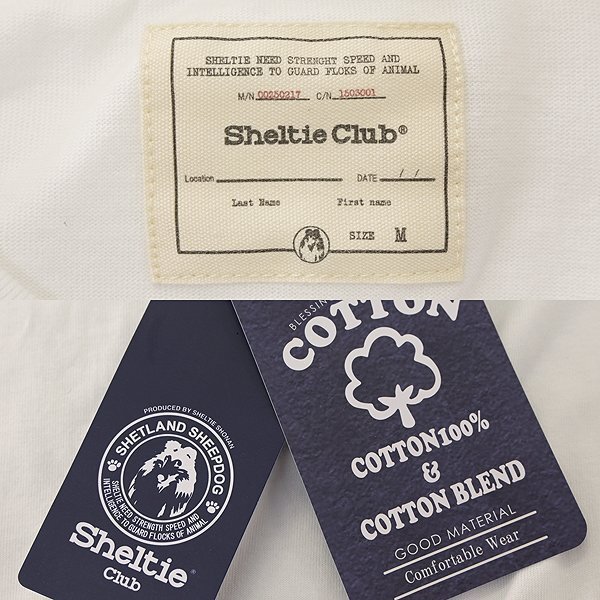 SHELTIE NEED STRENGHT SPEED AND
INTELLIGENCE TO GUARD FLOCKS OF ANIMAL
M/N 00250217 C/N 1503001
Sheltie Club®
Location DATE / /
Last Name First name
SIZE M
PRODUCED BY SHELTIE SHOHAN
SHETLAND SHEEPDOG
SHELTIE NEED STRENGTH SPEED AND
INTELLIGENCE TO GUARD FLOCKS OF ANIMAL
Sheltie®
Club
COTTON
COTTON100%
&
COTTON BLEND
GOOD MATERIAL
Comfortable Wear